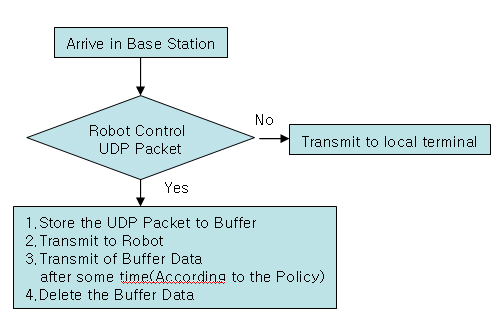 Arrive in Base Station
Robot Control
UDP Packet
No
Transmit to local terminal
Yes
1.Store the UDP Packet to Buffer
2.Transmit to Robot
3.Transmit of Buffer Data
after some time(According to the Policy)
4.Delete the Buffer Data